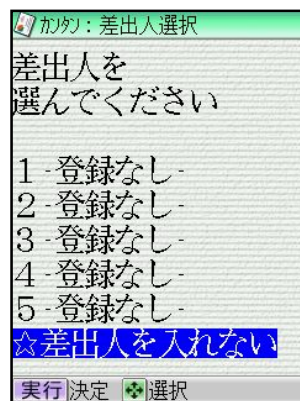 カンタン：差出人選択
差出人を
選んでください
1 -登録なし-
2 -登録なし-
3 -登録なし-
4 -登録なし-
5 -登録なし-
☆差出人を入れない
実行 決定 選択